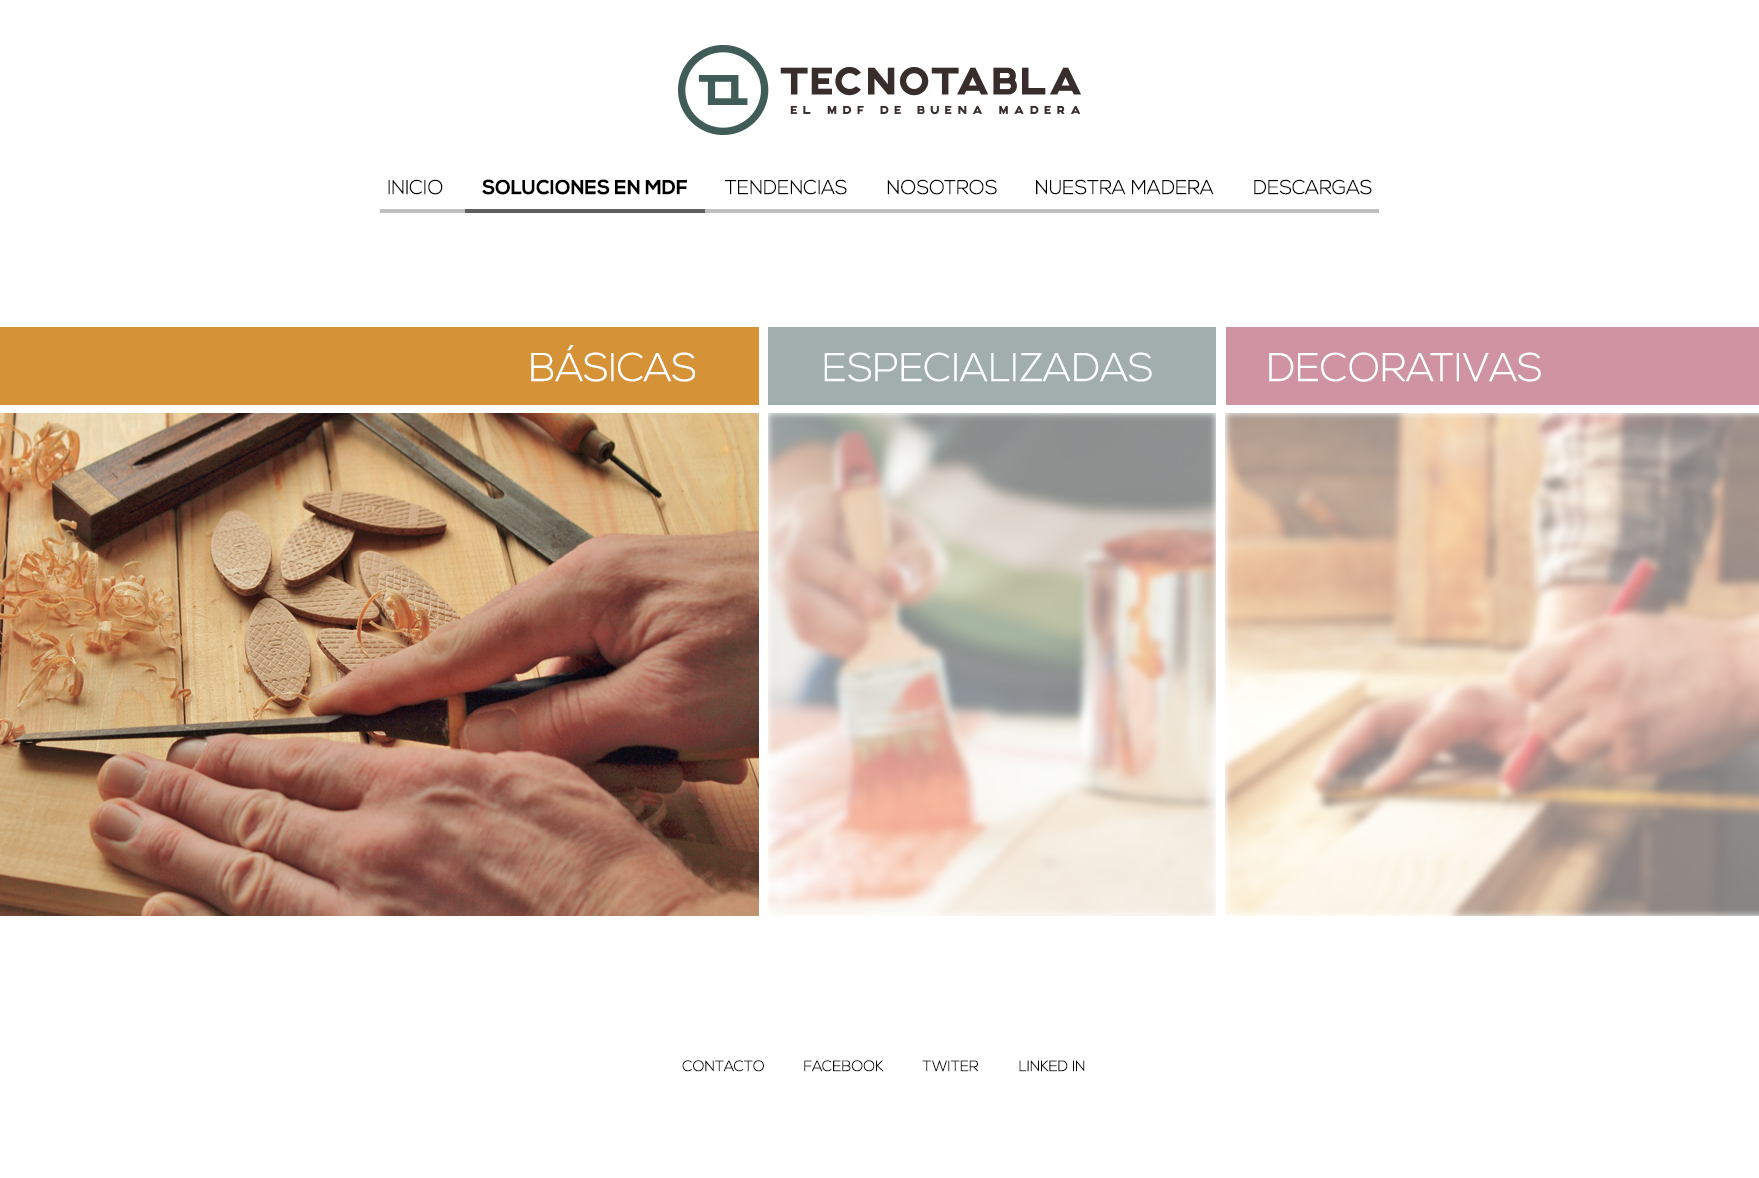 TECNOTABLA
EL MDF DE BUENA MADERA
INICIO SOLUCIONES EN MDF TENDENCIAS NOSOTROS NUESTRA MADERA DESCARGAS
BÁSICAS ESPECIALIZADAS DECORATIVAS
CONTACTO FACEBOOK TWITER LINKED IN